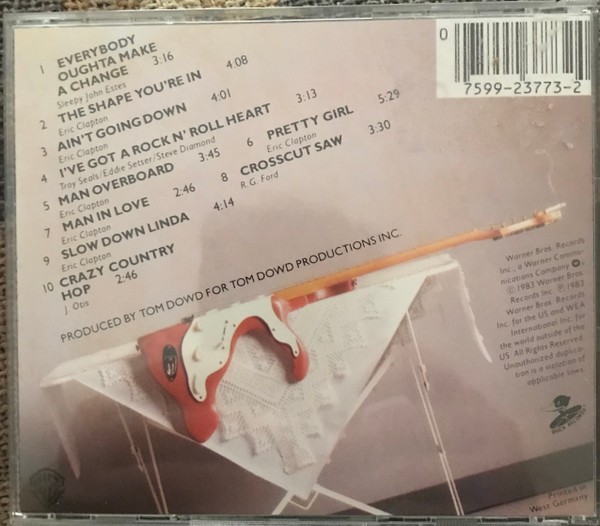 1 EVERYBODY
OUGHTA MAKE
A CHANGE 3:16
Sleepy John Estes
2 THE SHAPE YOU'RE IN 4:08
Eric Clapton
3 AIN'T GOING DOWN 4:01
Eric Clapton
4 I'VE GOT A ROCK N' ROLL HEART 3:13
Troy Seals/Eddie Setser/Steve Diamond
5 MAN OVERBOARD 3:45
Eric Clapton
6 PRETTY GIRL 5:29
Eric Clapton
7 MAN IN LOVE 2:46
Eric Clapton
8 CROSSCUT SAW 3:30
R.G. Ford
9 SLOW DOWN LINDA 4:14
Eric Clapton
10 CRAZY COUNTRY
HOP 2:46
J. Otis
PRODUCED BY TOM DOWD FOR TOM DOWD PRODUCTIONS INC.
0
7599-23773-2
Warner Bros. Records
Inc., a Warner Commu-
nications Company
© 1983 Warner Bros.
Records Inc. ℗ 1983
Warner Bros. Records
Inc. for the US and WEA
International Inc. for
the world outside of the
US. All Rights Reserved.
Unauthorized duplica-
tion is a violation of
applicable laws.
DUCK RECORDS
Printed in
West Germany